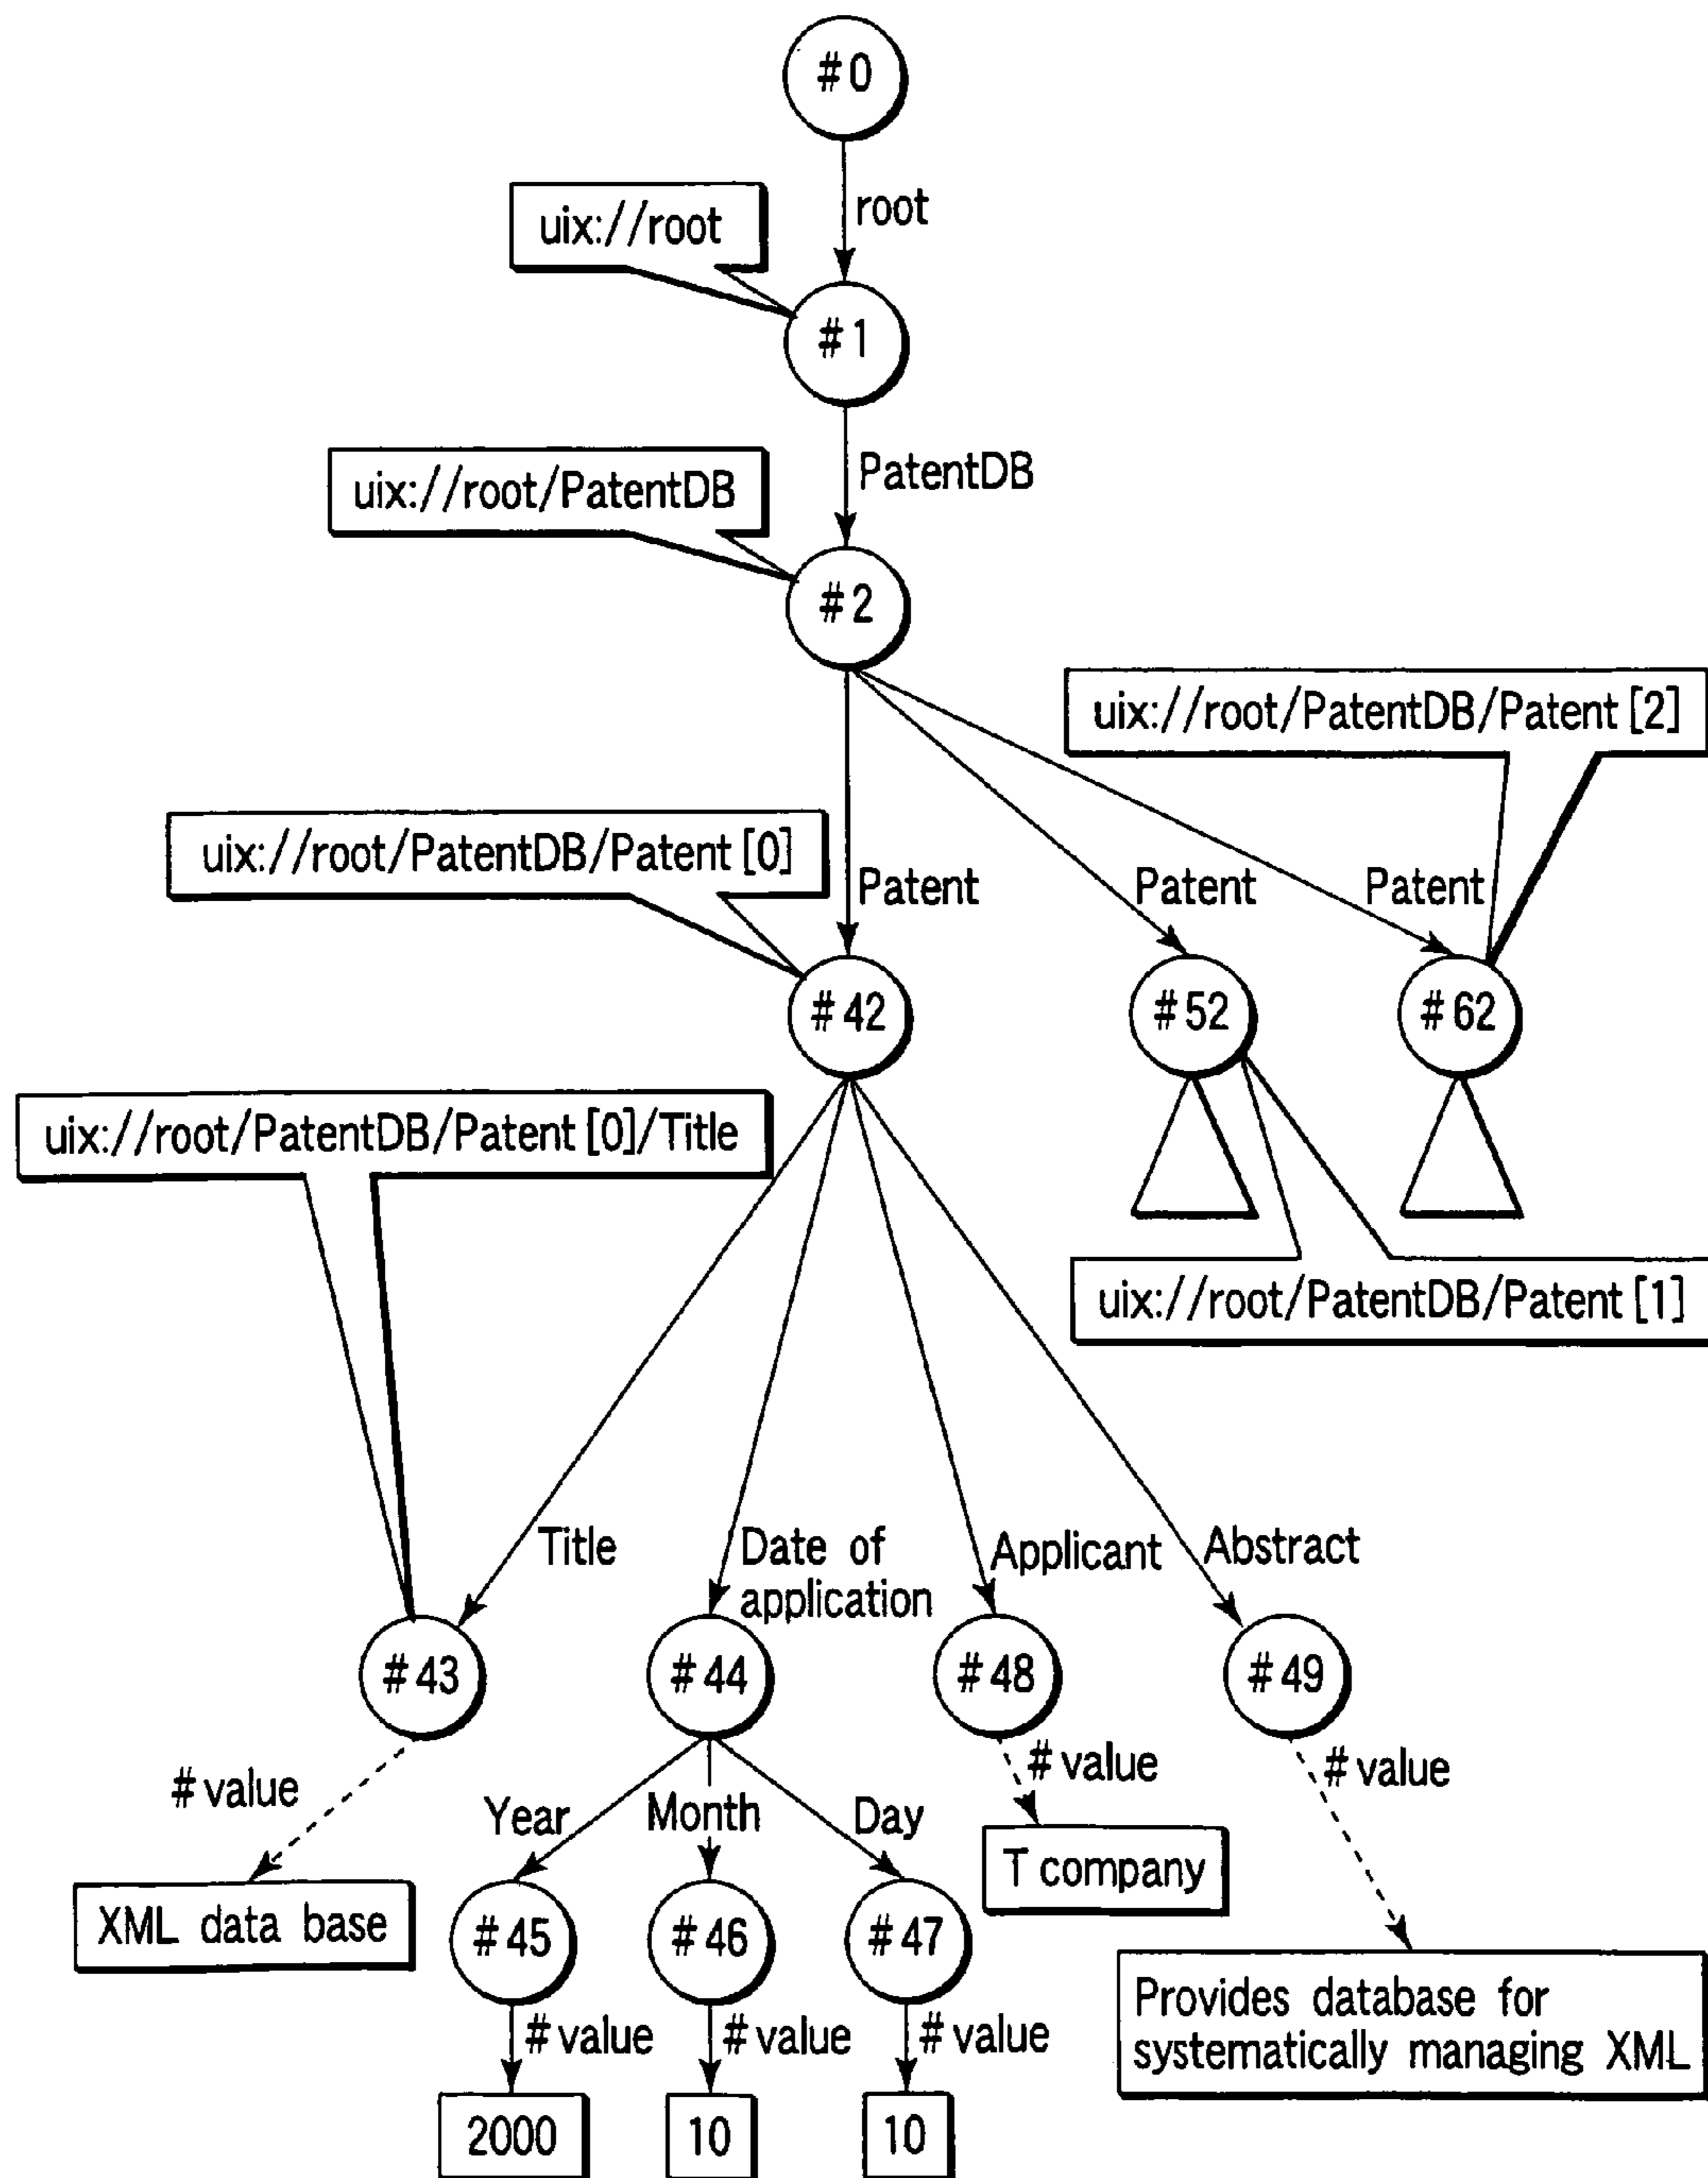 #0
root
uix://root
#1
PatentDB
uix://root/PatentDB
#2
uix://root/PatentDB/Patent [2]
uix://root/PatentDB/Patent [0]
Patent
Patent
Patent
#42
#52
#62
uix://root/PatentDB/Patent [0]/Title
uix://root/PatentDB/Patent [1]
Title
Date of
application
Applicant
Abstract
#43
#44
#48
#49
# value
Year
Month
Day
# value
# value
XML data base
#45
#46
#47
T company
# value
# value
# value
Provides database for
systematically managing XML
2000
10
10